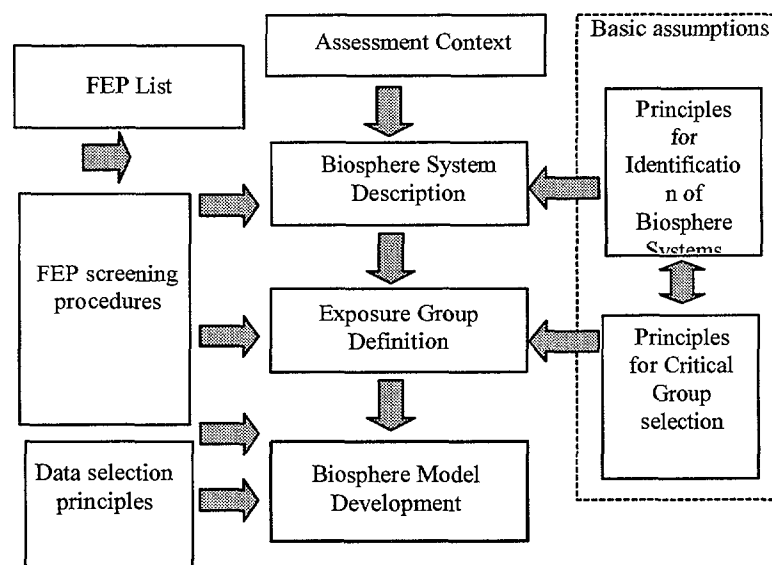 Assessment Context
Basic assumptions
FEP List
Principles
for
Identificatio
n of
Biosphere
Systems
Biosphere System
Description
FEP screening
procedures
Exposure Group
Definition
Principles
for Critical
Group
selection
Data selection
principles
Biosphere Model
Development